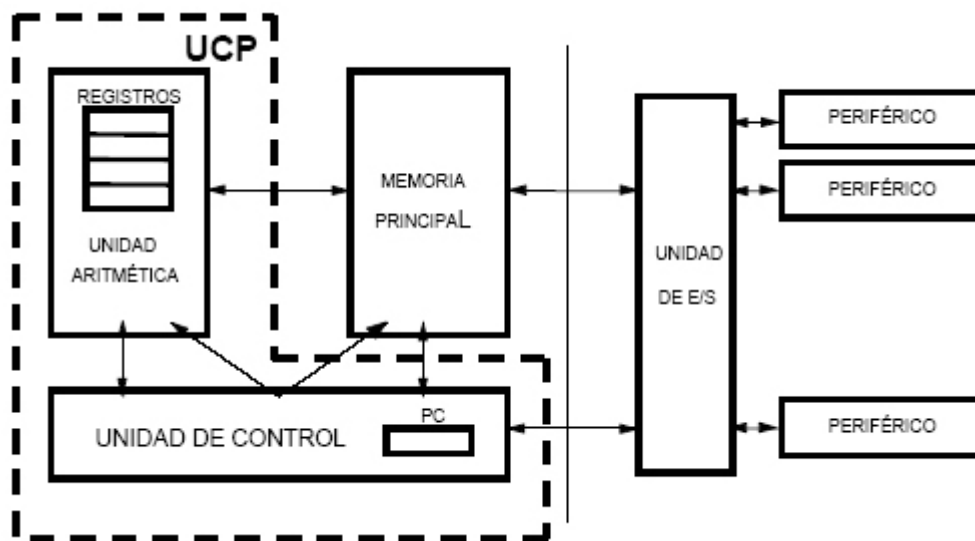 UCP
REGISTROS
UNIDAD
ARITMÉTICA
MEMORIA
PRINCIPAL
UNIDAD
DE E/S
PERIFÉRICO
PERIFÉRICO
PERIFÉRICO
UNIDAD DE CONTROL
PC